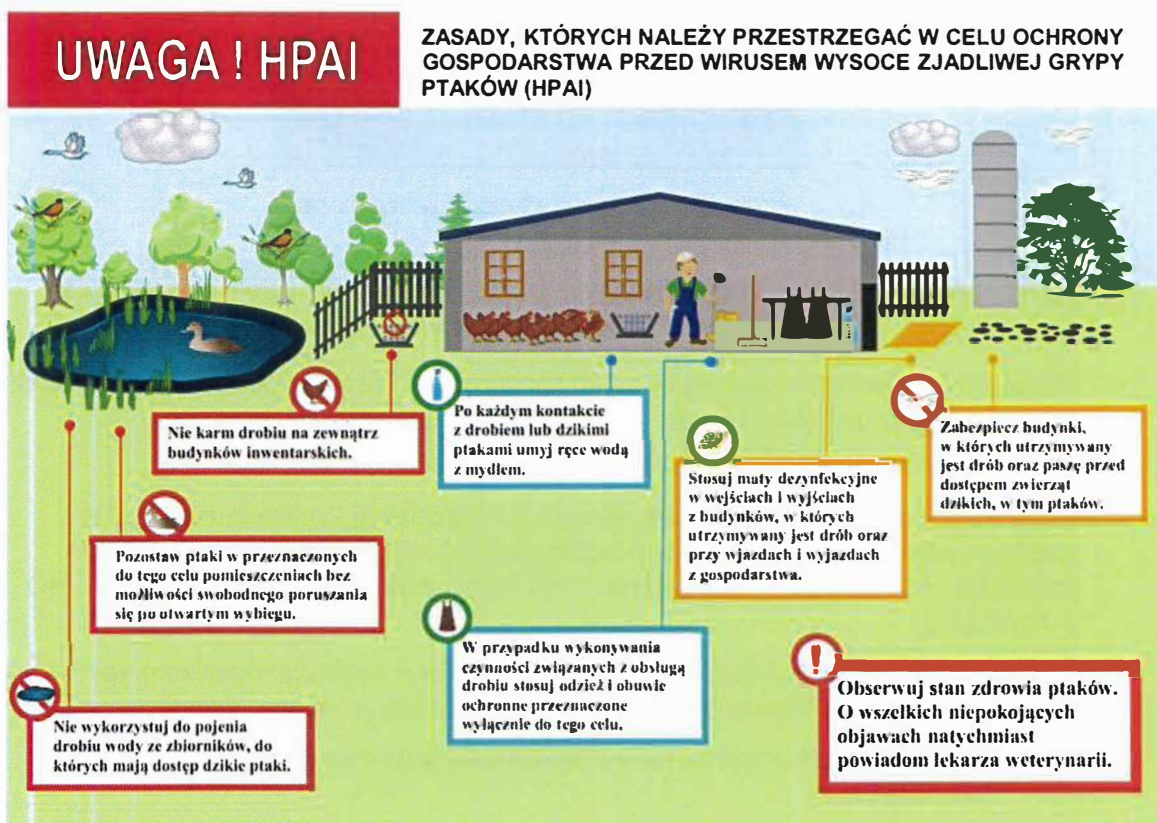 UWAGA ! HPAI
ZASADY, KTÓRYCH NALEŻY PRZESTRZEGAĆ W CELU OCHRONY
GOSPODARSTWA PRZED WIRUSEM WYSOCE ZJADLIWEJ GRYPY
PTAKÓW (HPAI)
Nie karm drobiu na zewnątrz
budynków inwentarskich.
Po każdym kontakcie
z drobiem lub dzikimi
ptakami umyj ręce wodą
z mydłem.
Stosuj maty dezynfekcyjne
w wejściach i wyjściach
z budynków, w których
utrzymywany jest drób oraz
przy wjazdach i wyjazdach
z gospodarstwa.
Zabezpiecz budynki,
w których utrzymywany
jest drób oraz paszę przed
dostępem zwierząt
dzikich, w tym ptaków.
Pozostaw ptaki w przeznaczonych
do tego celu pomieszczeniach bez
możliwości swobodnego poruszania
się po otwartym wybiegu.
W przypadku wykonywania
czynności związanych z obsługą
drobiu stosuj odzież i obuwie
ochronne przeznaczone
wyłącznie do tego celu.
Nie wykorzystuj do pojenia
drobiu wody ze zbiorników, do
których mają dostęp dzikie ptaki.
Obserwuj stan zdrowia ptaków.
O wszelkich niepokojących
objawach natychmiast
powiadom lekarza weterynarii.